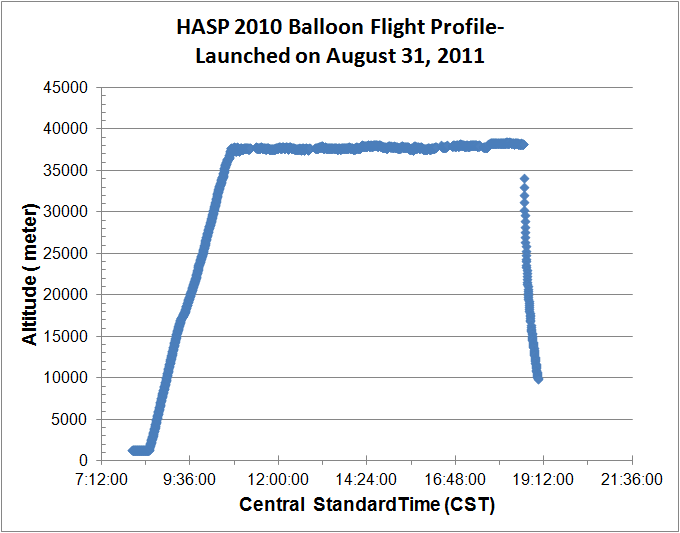 HASP 2010 Balloon Flight Profile-
Launched on August 31, 2011
45000
40000
35000
30000
25000
20000
15000
10000
5000
0
Altitude ( meter)
7:12:00 9:36:00 12:00:00 14:24:00 16:48:00 19:12:00 21:36:00
Central StandardTime (CST)